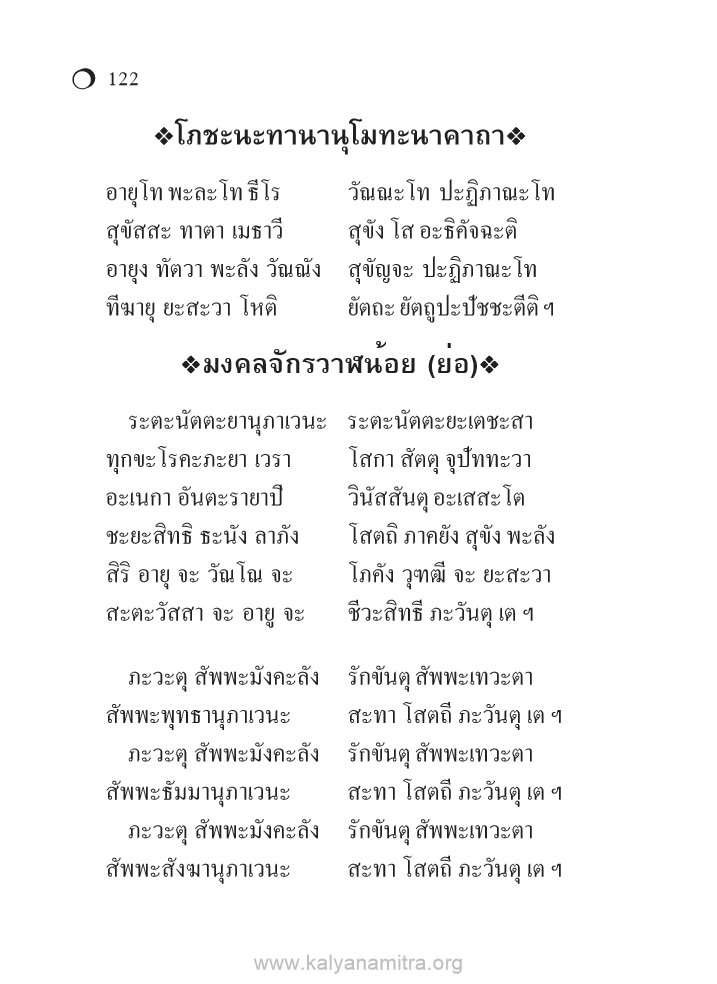 122
❖โภชะนะทานานุโมทะนาคาถา❖
อายุโท พะละโท ธีโร วัณณะโท ปะฏิภาณะโท
สุขัสสะ ทาตา เมธาวี สุขัง โส อะธิคัจฉะติ
อายุง ทัตวา พะลัง วัณณัง สุขัญจะ ปะฏิภาณะโท
ทีฆายุ ยะสะวา โหติ ยัตถะ ยัตถูปะปัชชะตีติ ฯ
❖มงคลจักรวาฬน้อย (ย่อ)❖
ระตะนัตตะยานุภาเวนะ ระตะนัตตะยะเตชะสา
ทุกขะโรคะภะยา เวรา โสกา สัตตุ จุปัททะวา
อะเนกา อันตะรายาปิ วินัสสันตุ อะเสสะโต
ชะยะสิทธิ ธะนัง ลาภัง โสตถิ ภาคยัง สุขัง พะลัง
สิริ อายุ จะ วัณโณ จะ โภคัง วุฑฒี จะ ยะสะวา
สะตะวัสสา จะ อายู จะ ชีวะสิทธี ภะวันตุ เต ฯ
ภะวะตุ สัพพะมังคะลัง รักขันตุ สัพพะเทวะตา
สัพพะพุทธานุภาเวนะ สะทา โสตถี ภะวันตุ เต ฯ
ภะวะตุ สัพพะมังคะลัง รักขันตุ สัพพะเทวะตา
สัพพะธัมมานุภาเวนะ สะทา โสตถี ภะวันตุ เต ฯ
ภะวะตุ สัพพะมังคะลัง รักขันตุ สัพพะเทวะตา
สัพพะสังฆานุภาเวนะ สะทา โสตถี ภะวันตุ เต ฯ
www.kalyanamitra.org